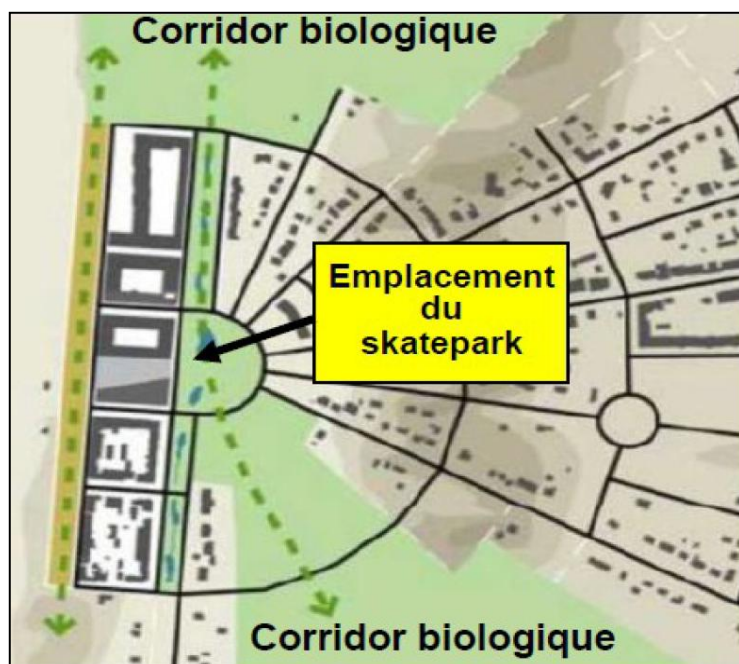 Corridor biologique
Emplacement
du
skatepark
Corridor biologique